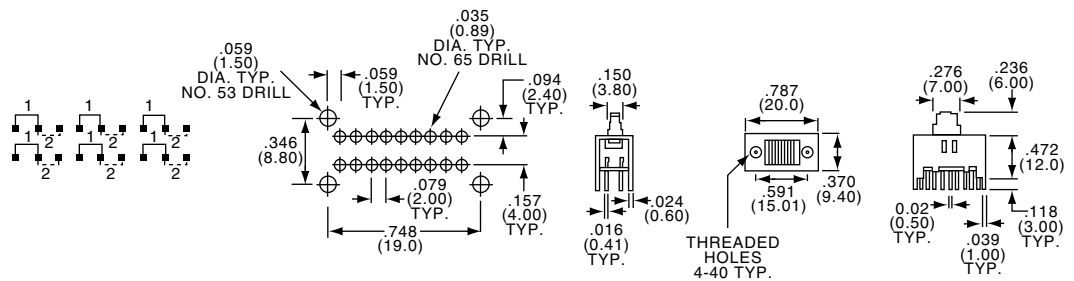 1 1 1
2 2 2
1 1 1
2 2 2
.059
(1.50)
DIA. TYP.
NO. 53 DRILL
.059
(1.50)
TYP.
.035
(0.89)
DIA. TYP.
NO. 65 DRILL
.094
(2.40)
TYP.
.346
(8.80)
.079
(2.00)
TYP.
.157
(4.00)
TYP.
.748
(19.0)
.150
(3.80)
.024
(0.60)
.016
(0.41)
TYP.
.787
(20.0)
.591
(15.01)
.370
(9.40)
THREADED
HOLES
4-40 TYP.
.276
(7.00)
.236
(6.00)
.472
(12.0)
0.02
(0.50)
TYP.
.039
(1.00)
TYP.
.118
(3.00)
TYP.